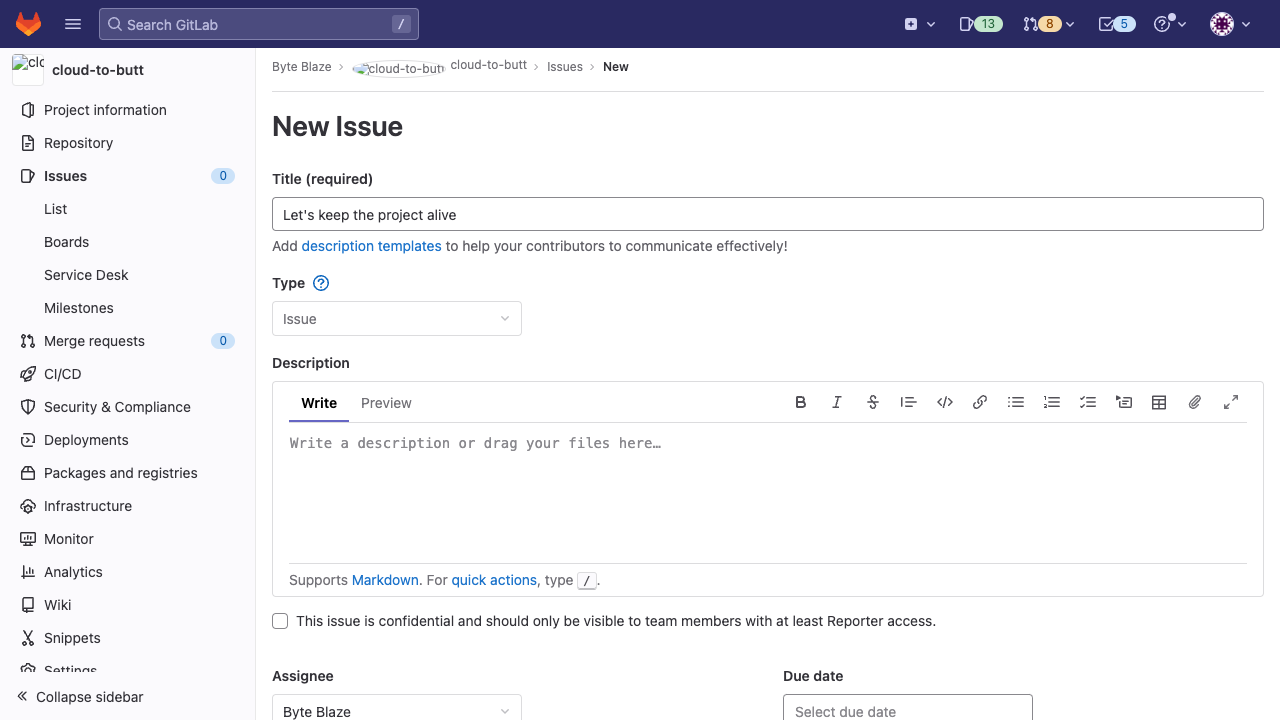 Search GitLab
/
13
8
5
clo
cloud-to-butt
Project information
Repository
Issues
0
List
Boards
Service Desk
Milestones
Merge requests
0
CI/CD
Security & Compliance
Deployments
Packages and registries
Infrastructure
Monitor
Analytics
Wiki
Snippets
Settings
Collapse sidebar
Byte Blaze
cloud-to-butt
cloud-to-butt
Issues
New
New Issue
Title (required)
Let's keep the project alive
Add description templates to help your contributors to communicate effectively!
Type
Issue
Description
Write
Preview
Write a description or drag your files here…
Supports Markdown. For quick actions, type /.
This issue is confidential and should only be visible to team members with at least Reporter access.
Assignee
Byte Blaze
Due date
Select due date